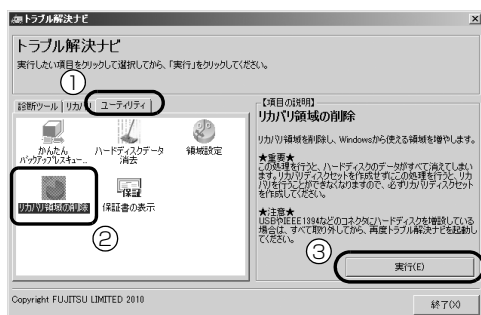 トラブル解決ナビ
トラブル解決ナビ
実行したい項目をクリックして選択してから、「実行」をクリックしてください。
①
診断ツール
リカバリ
ユーティリティ
かんたん
バックアップレスキュー...
ハードディスクデータ
消去
領域設定
リカバリ領域の削除
保証
保証書の表示
②
【項目の説明】
リカバリ領域の削除
リカバリ領域を削除し、Windowsから使える領域を増やします。
★重要★
この処理を行うと、ハードディスクのデータがすべて消えてしまい
ます。リカバリディスクセットを作成せずにこの処理を行うと、リカ
バリを行うことができなくなりますので、必ずリカバリディスクセット
を作成してください。
★注意★
USBやIEEE1394などのコネクタにハードディスクを増設している
場合は、すべて取り外してから、再度トラブル解決ナビを起動し
てください。
③
実行(E)
Copyright FUJITSU LIMITED 2010
終了(X)